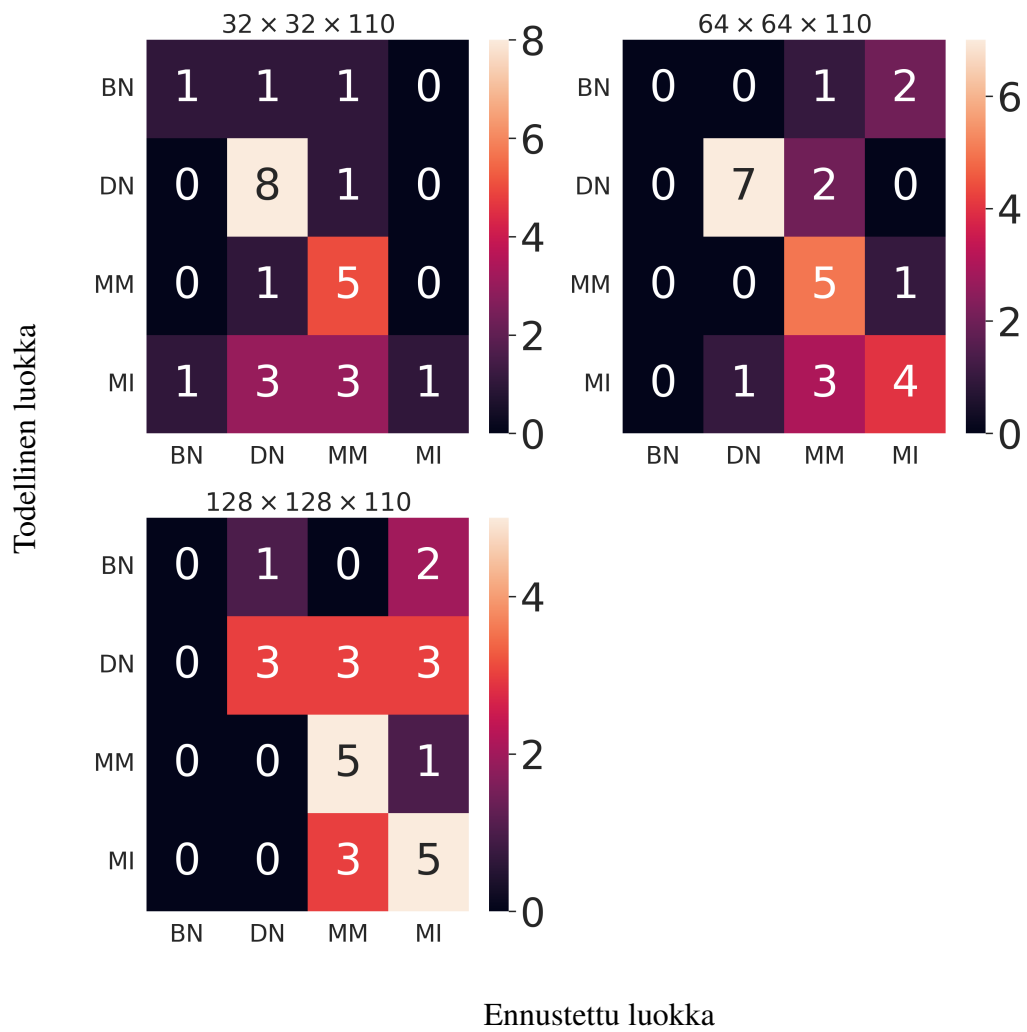 32 × 32 × 110
BN 1 1 1 0
DN 0 8 1 0
MM 0 1 5 0
MI 1 3 3 1
BN DN MM MI
8
6
4
2
0
64 × 64 × 110
BN 0 0 1 2
DN 0 7 2 0
MM 0 0 5 1
MI 0 1 3 4
BN DN MM MI
6
4
2
0
Todellinen luokka
128 × 128 × 110
BN 0 1 0 2
DN 0 3 3 3
MM 0 0 5 1
MI 0 0 3 5
BN DN MM MI
4
2
0
Ennustettu luokka